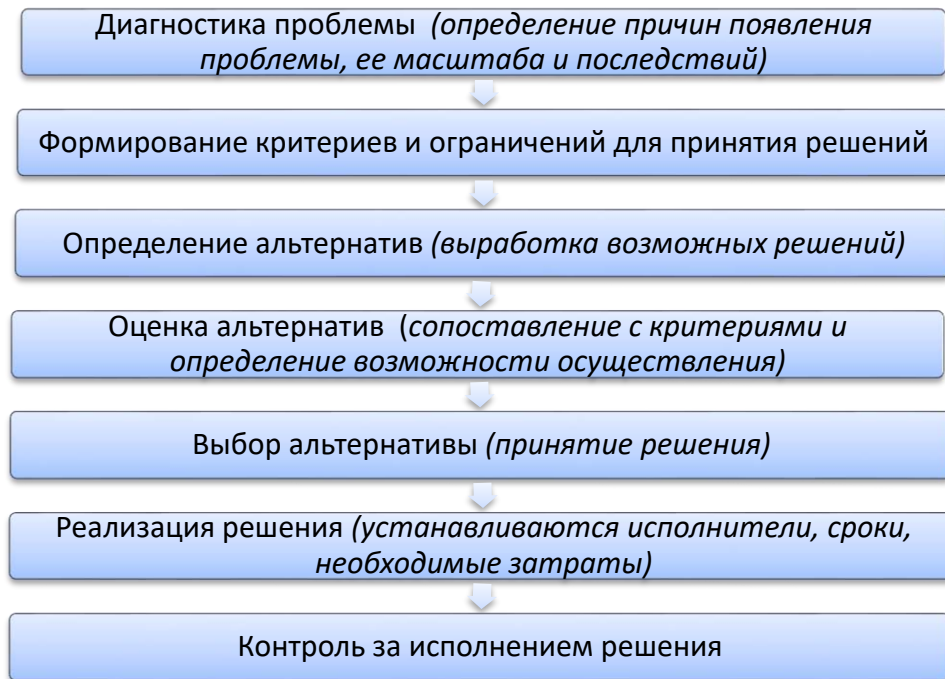 Диагностика проблемы (определение причин появления
проблемы, ее масштаба и последствий)
Формирование критериев и ограничений для принятия решений
Определение альтернатив (выработка возможных решений)
Оценка альтернатив (сопоставление с критериями и
определение возможности осуществления)
Выбор альтернативы (принятие решения)
Реализация решения (устанавливаются исполнители, сроки,
необходимые затраты)
Контроль за исполнением решения